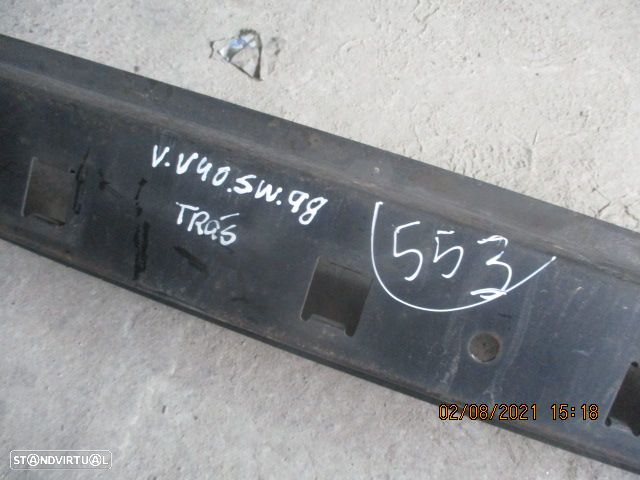 V.V40.SW.98
TRÁS
553
02/08/2021 15:18
STANDVIRTUAL